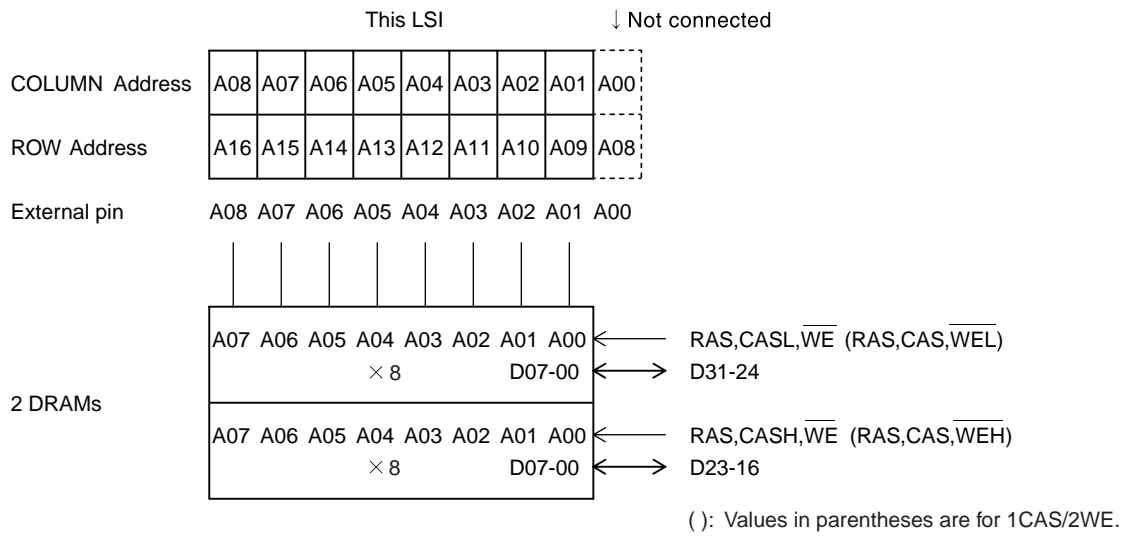 This LSI ↓ Not connected
COLUMN Address A08 A07 A06 A05 A04 A03 A02 A01 A00
ROW Address A16 A15 A14 A13 A12 A11 A10 A09 A08
External pin A08 A07 A06 A05 A04 A03 A02 A01 A00
A07 A06 A05 A04 A03 A02 A01 A00 RAS,CASL,W̅E̅ (RAS,CAS,W̅E̅L̅)
× 8 D07-00 D31-24
2 DRAMs
A07 A06 A05 A04 A03 A02 A01 A00 RAS,CASH,W̅E̅ (RAS,CAS,W̅E̅H̅)
× 8 D07-00 D23-16
( ): Values in parentheses are for 1CAS/2WE.